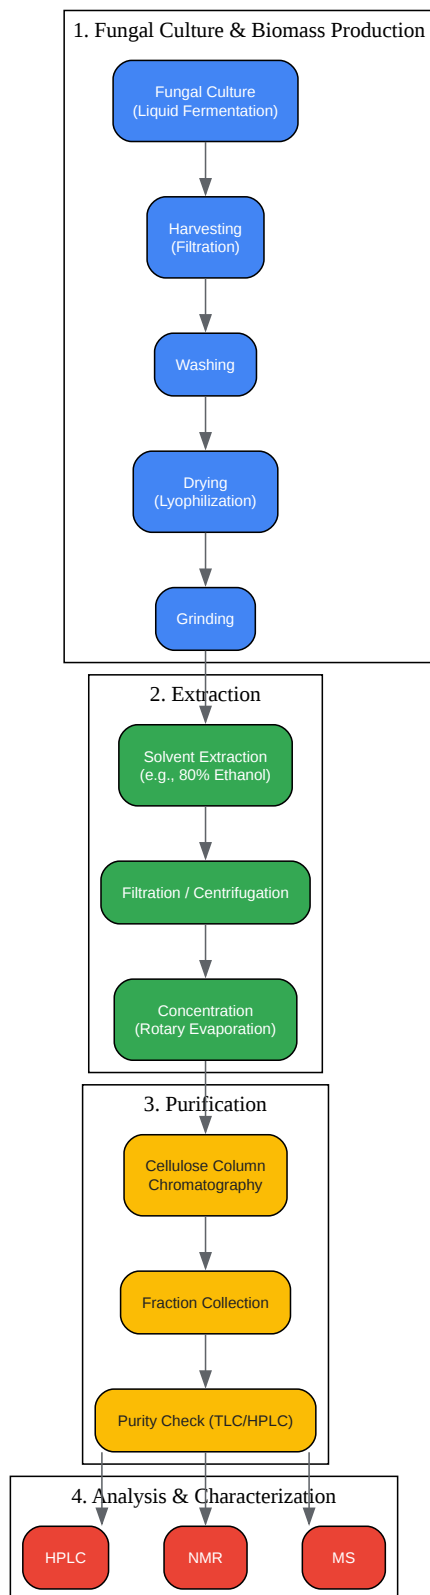 1. Fungal Culture & Biomass Production
Fungal Culture
(Liquid Fermentation)
Harvesting
(Filtration)
Washing
Drying
(Lyophilization)
Grinding
2. Extraction
Solvent Extraction
(e.g., 80% Ethanol)
Filtration / Centrifugation
Concentration
(Rotary Evaporation)
3. Purification
Cellulose Column
Chromatography
Fraction Collection
Purity Check (TLC/HPLC)
4. Analysis & Characterization
HPLC
NMR
MS